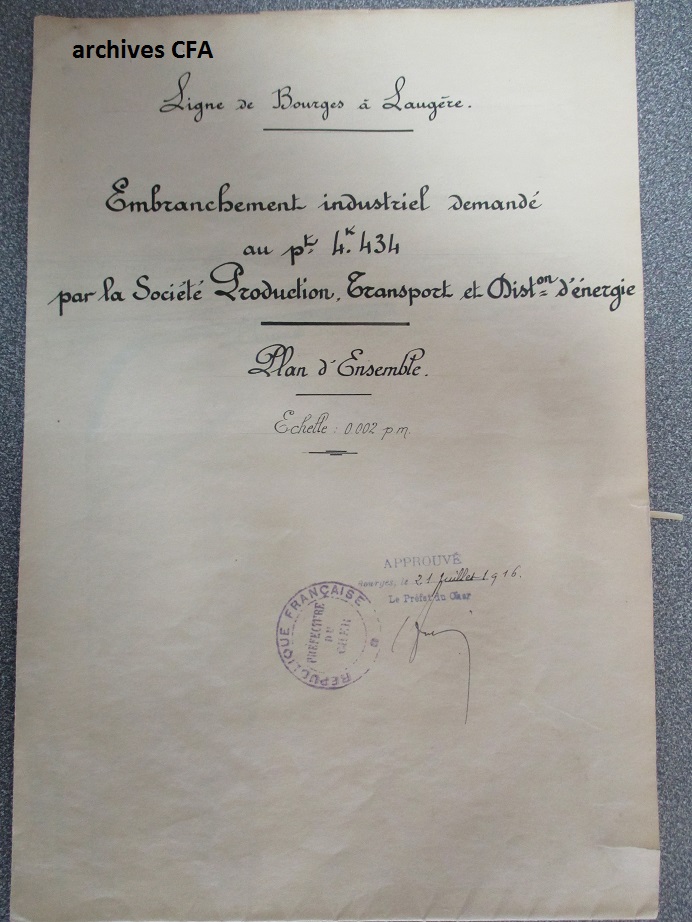 archives CFA
Ligne de Bourges à Laugère.
Embranchement industriel demandé
au pt. 4k.434
par la Société Production, Transport et Diston d'énergie
Plan d'Ensemble.
Echelle : 0.002 p.m.
APPROUVÉ
Bourges, le 21 Juillet 1916.
Le Préfet du Cher
RÉPUBLIQUE FRANÇAISE
PRÉFECTURE
DU
CHER